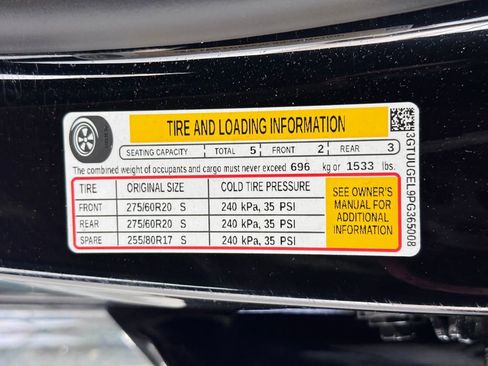 TIRE AND LOADING INFORMATION
SEATING CAPACITY TOTAL 5 FRONT 2 REAR 3
The combined weight of occupants and cargo must never exceed 696 kg or 1533 lbs.
TIRE ORIGINAL SIZE COLD TIRE PRESSURE
FRONT 275/60R20 S 240 kPa, 35 PSI
REAR 275/60R20 S 240 kPa, 35 PSI
SPARE 255/80R17 S 240 kPa, 35 PSI
SEE OWNER'S
MANUAL FOR
ADDITIONAL
INFORMATION
3GTUUGEL9PG365008